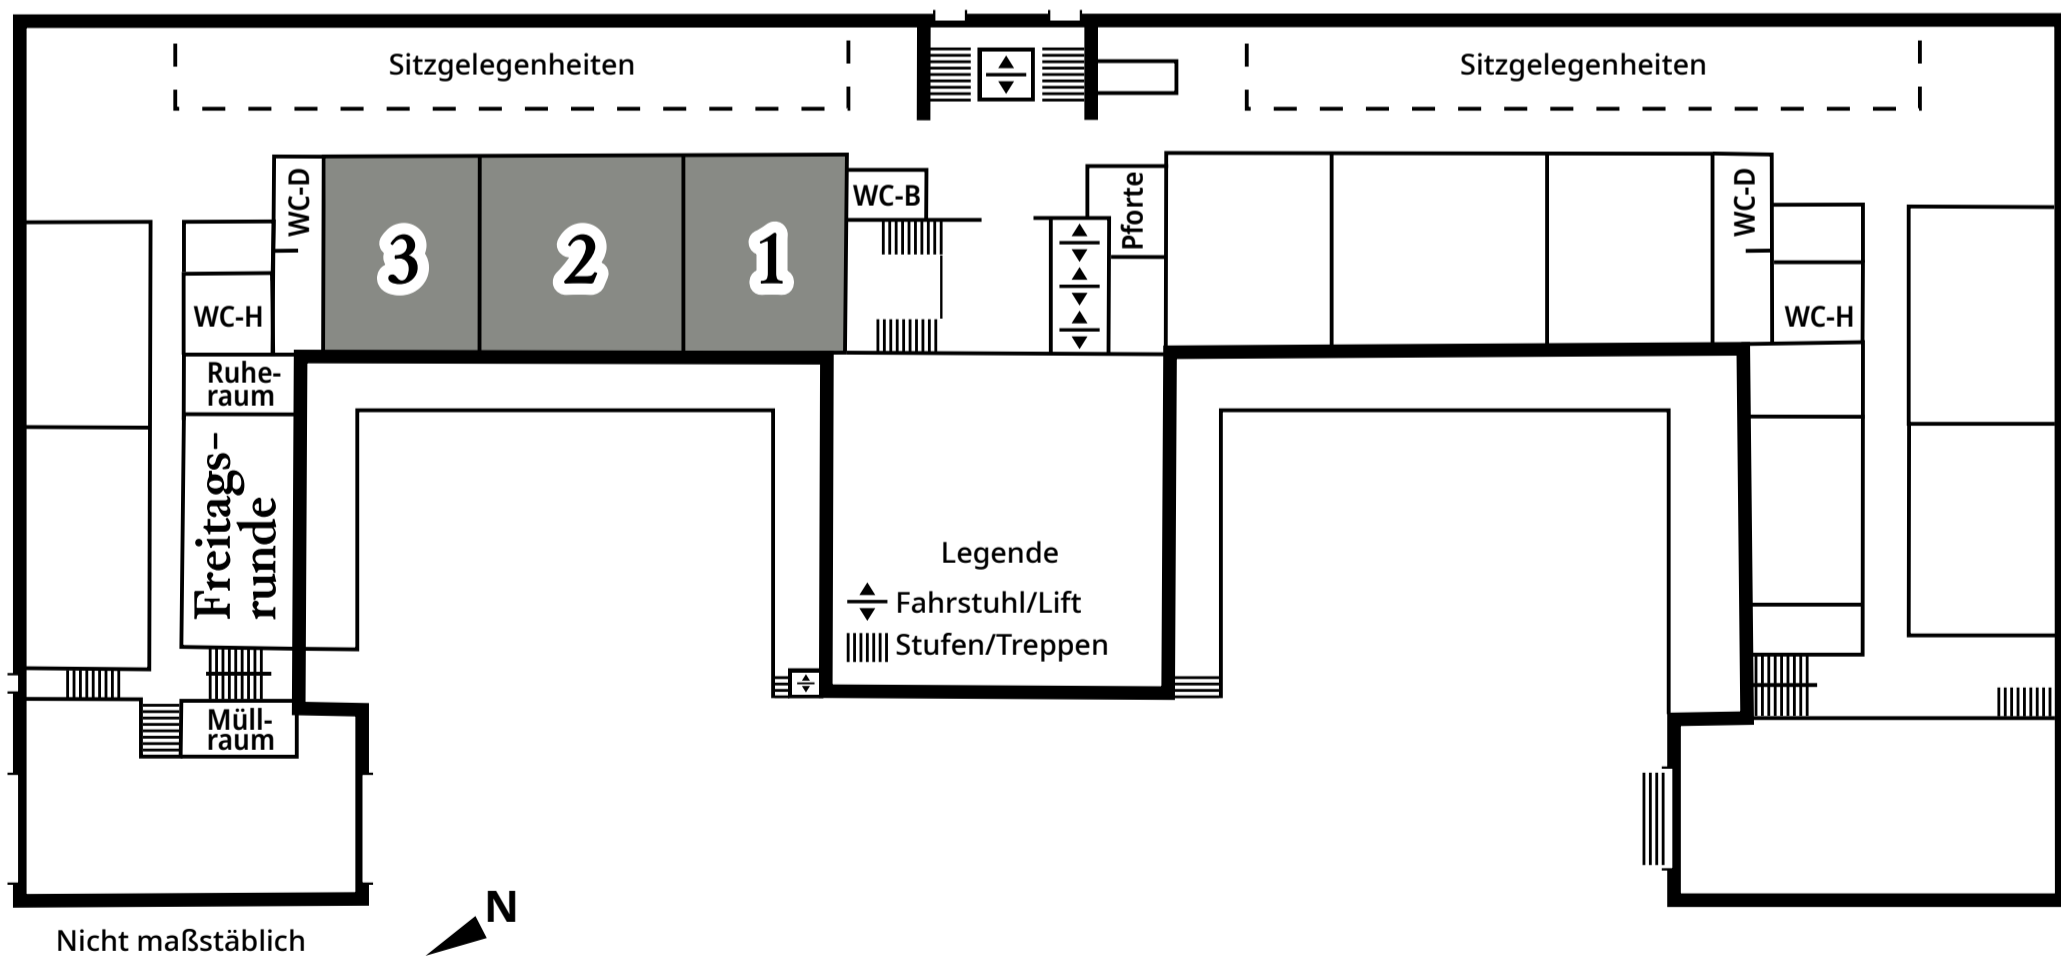 Sitzgelegenheiten
Sitzgelegenheiten
WC-D
3
2
1
WC-B
Pforte
WC-D
WC-H
WC-H
Ruhe-
raum
Freitags-
runde
Legende
Fahrstuhl/Lift
Stufen/Treppen
Müll-
raum
N
Nicht maßstäblich